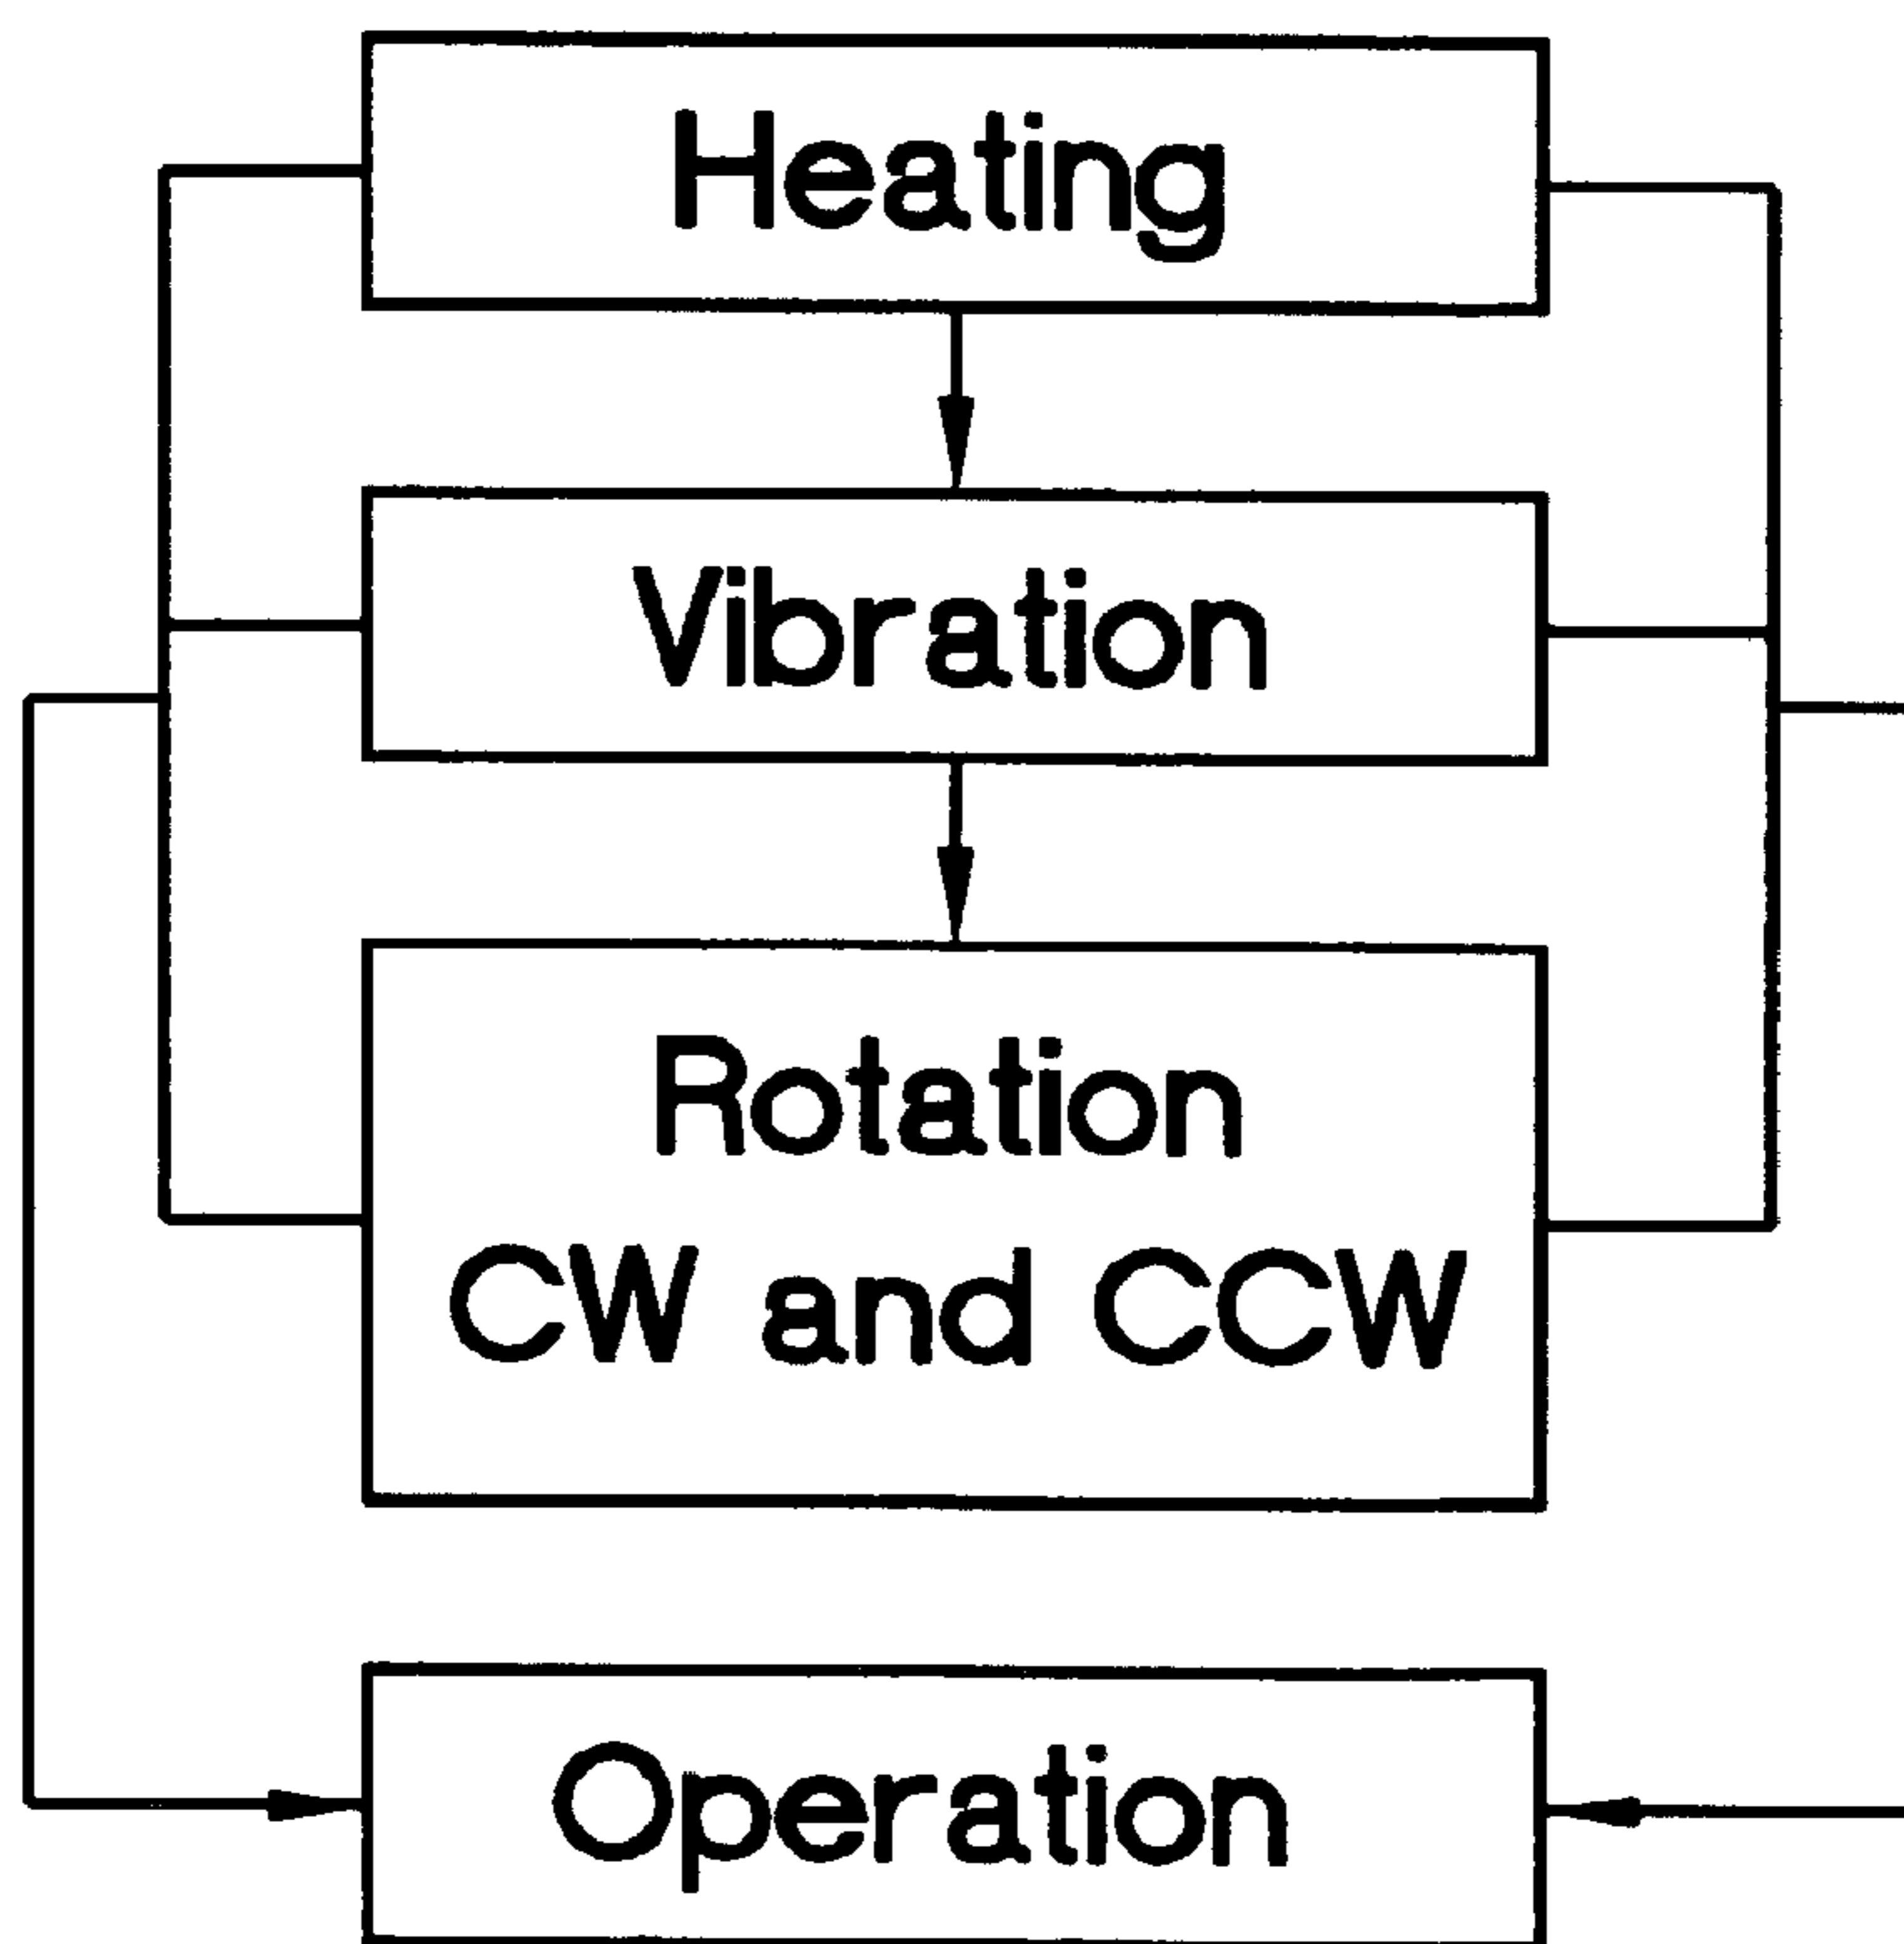 Heating
Vibration
Rotation
CW and CCW
Operation